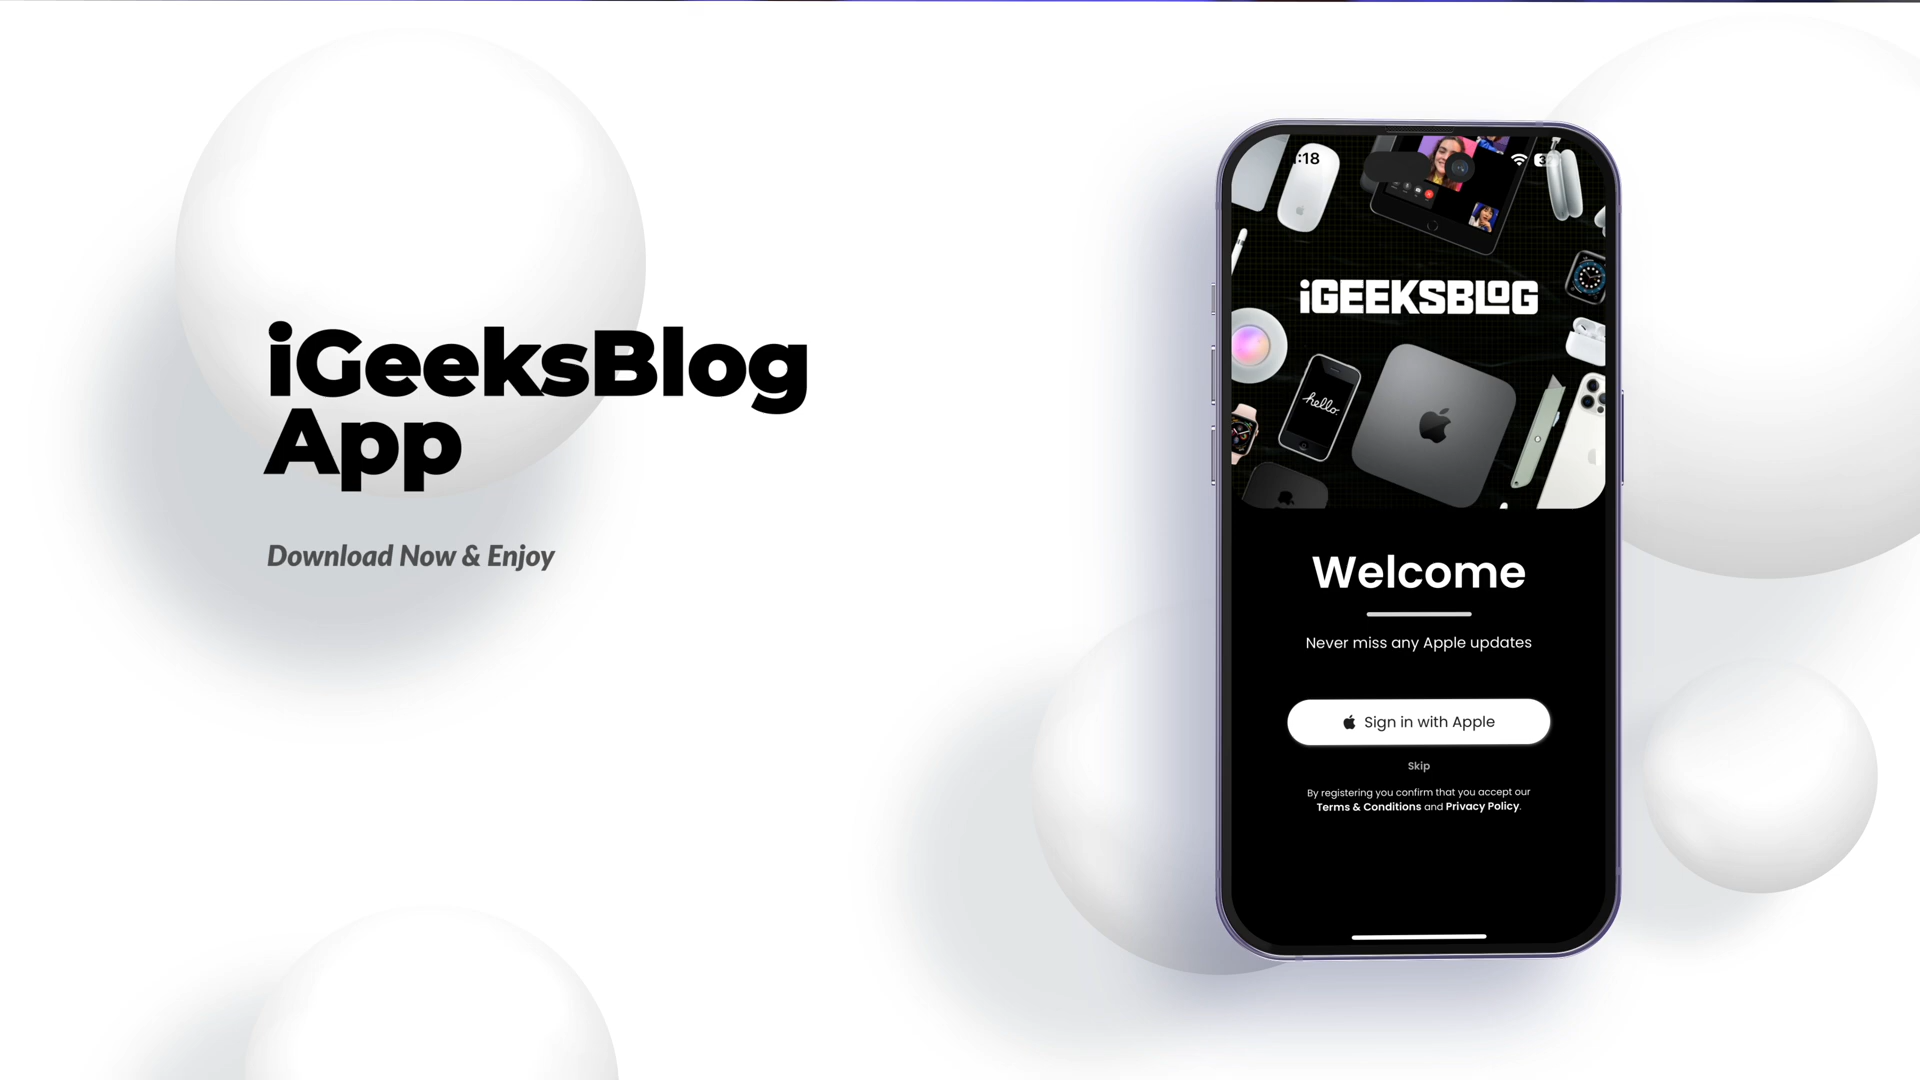 iGeeksBlog
App
Download Now & Enjoy
:18
iGEEKSBLOG
hello.
Welcome
Never miss any Apple updates
Sign in with Apple
Skip
By registering you confirm that you accept our
Terms & Conditions and Privacy Policy.